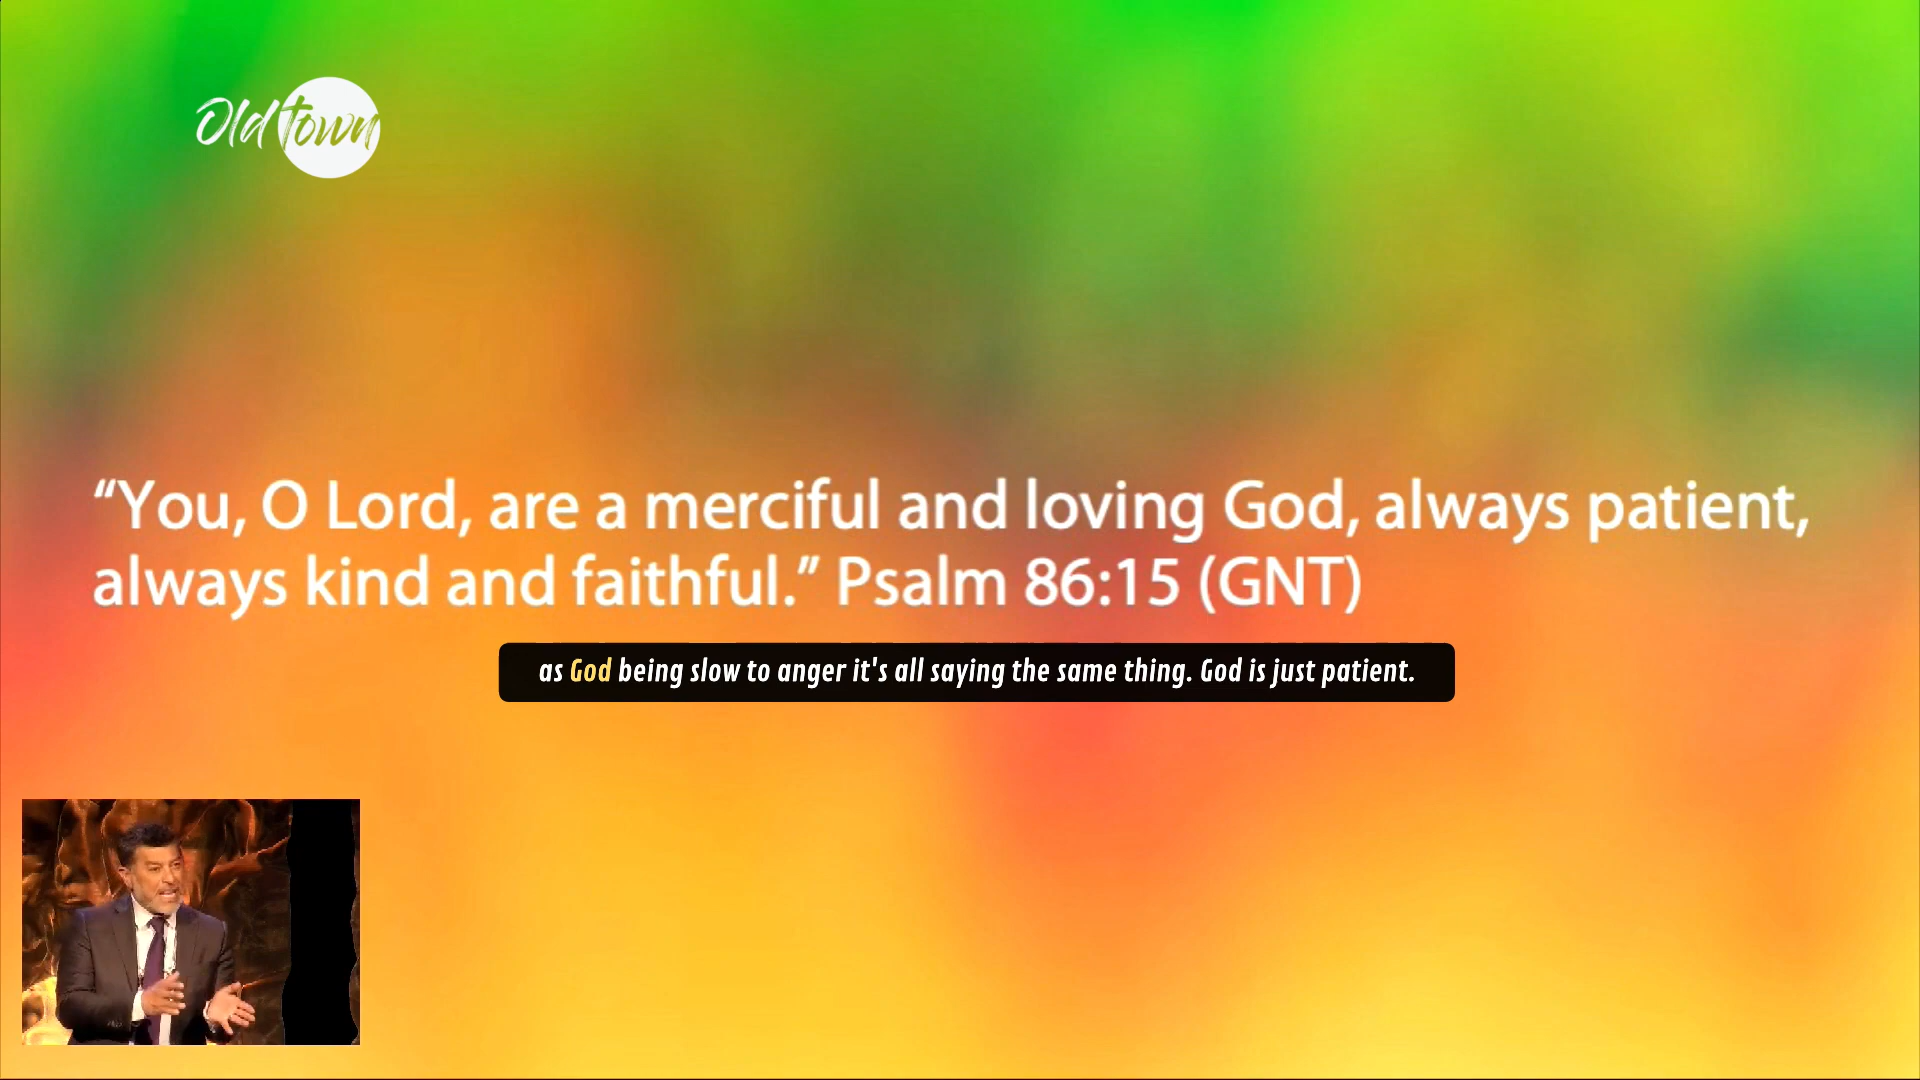 Old town
“You, O Lord, are a merciful and loving God, always patient,
always kind and faithful.” Psalm 86:15 (GNT)
as God being slow to anger it's all saying the same thing. God is just patient.